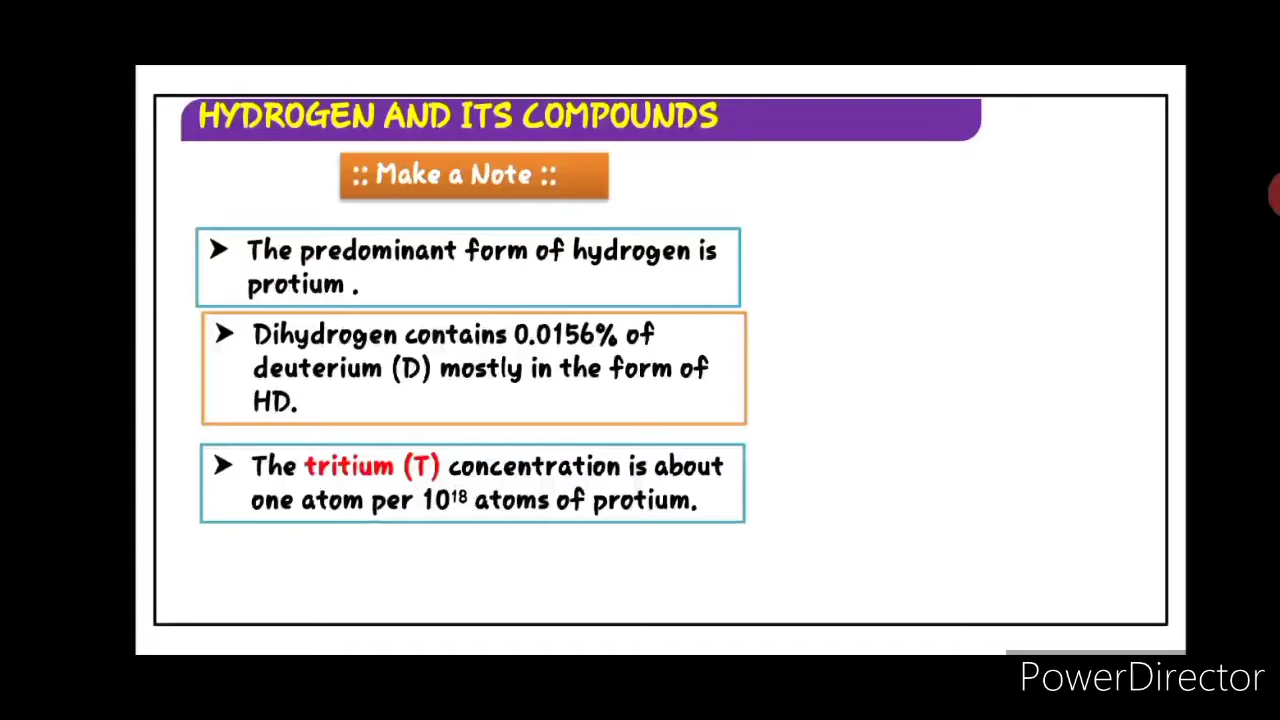 HYDROGEN AND ITS COMPOUNDS
:: Make a Note ::
➤ The predominant form of hydrogen is
protium .
➤ Dihydrogen contains 0.0156% of
deuterium (D) mostly in the form of
HD.
➤ The tritium (T) concentration is about
one atom per 10¹⁸ atoms of protium.
PowerDirector